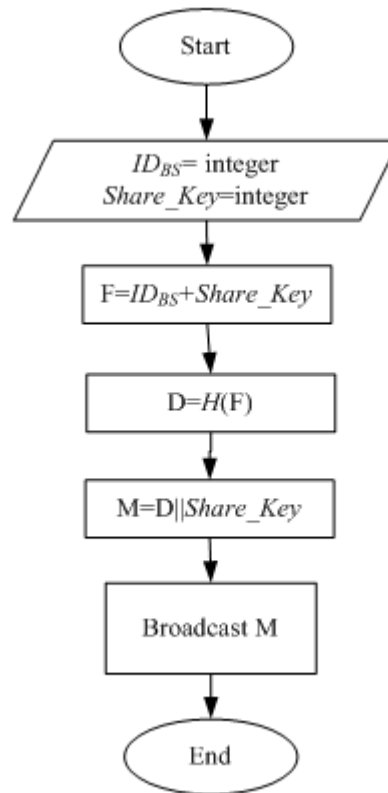 Start
ID_BS= integer
Share_Key=integer
F=ID_BS+Share_Key
D=H(F)
M=D||Share_Key
Broadcast M
End